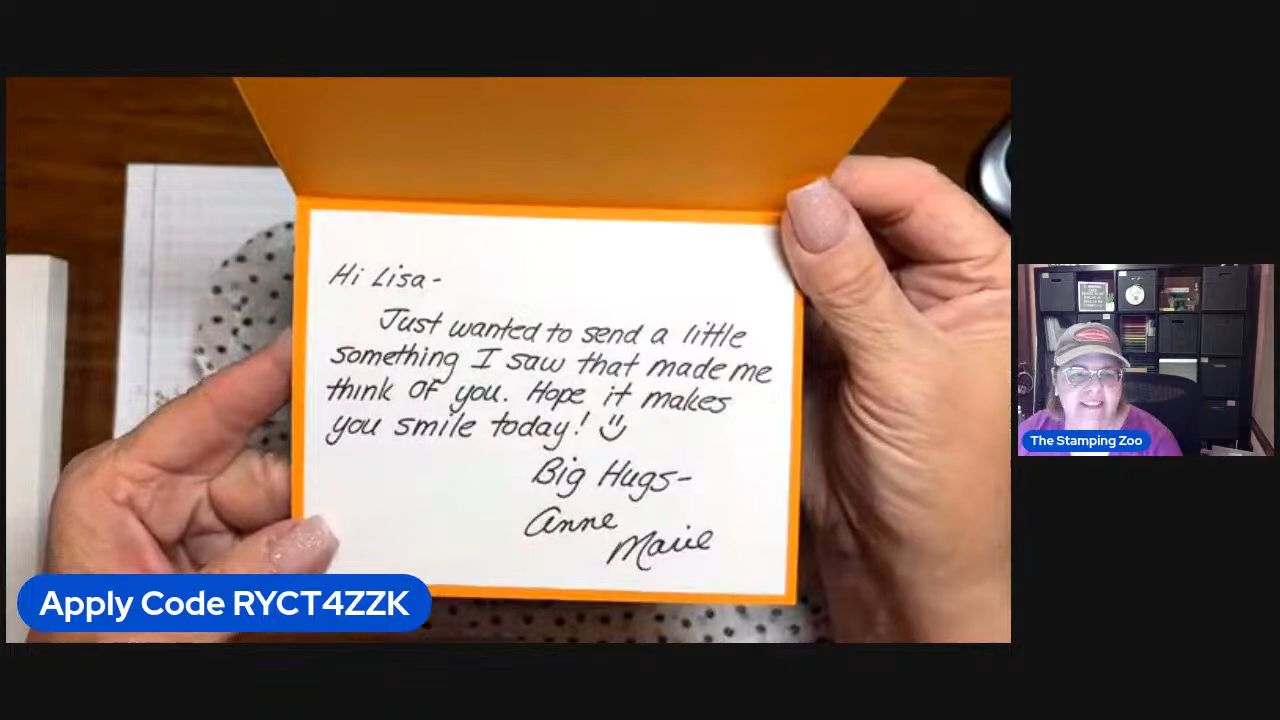 Hi Lisa-
Just wanted to send a little
something I saw that made me
think of you. Hope it makes
you smile today!
Big Hugs-
Anne
Marie
Apply Code RYCT4ZZK
The Stamping Zoo